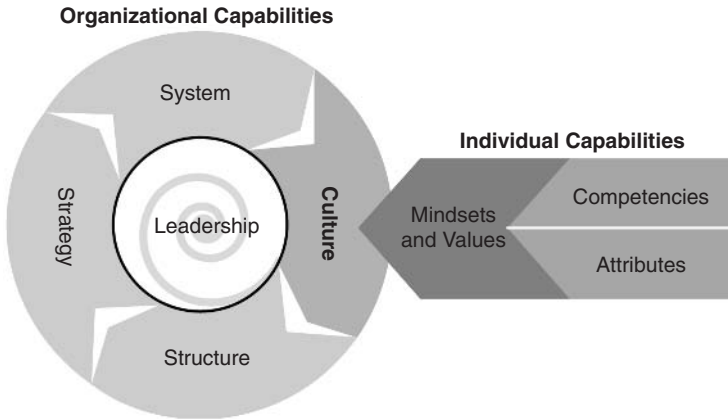 Organizational Capabilities
System
Individual Capabilities
Strategy
Leadership
Culture
Mindsets
and Values
Competencies
Attributes
Structure